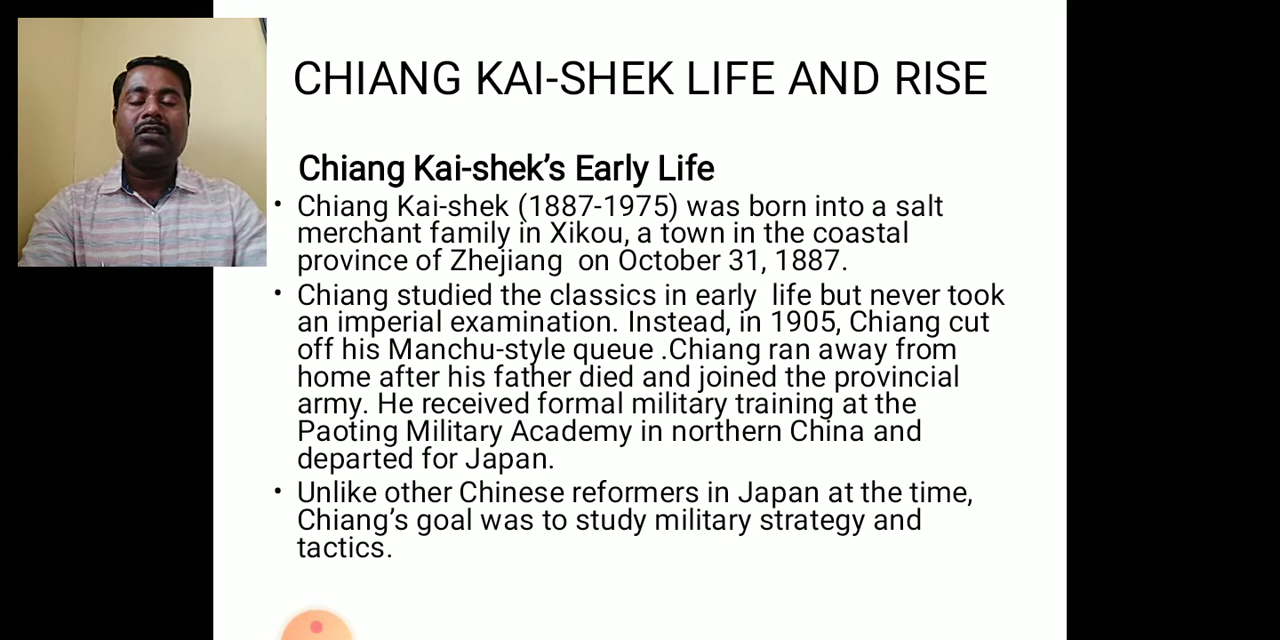 CHIANG KAI-SHEK LIFE AND RISE
Chiang Kai-shek’s Early Life
• Chiang Kai-shek (1887-1975) was born into a salt
merchant family in Xikou, a town in the coastal
province of Zhejiang  on October 31, 1887.
• Chiang studied the classics in early  life but never took
an imperial examination. Instead, in 1905, Chiang cut
off his Manchu-style queue .Chiang ran away from
home after his father died and joined the provincial
army. He received formal military training at the
Paoting Military Academy in northern China and
departed for Japan.
• Unlike other Chinese reformers in Japan at the time,
Chiang’s goal was to study military strategy and
tactics.